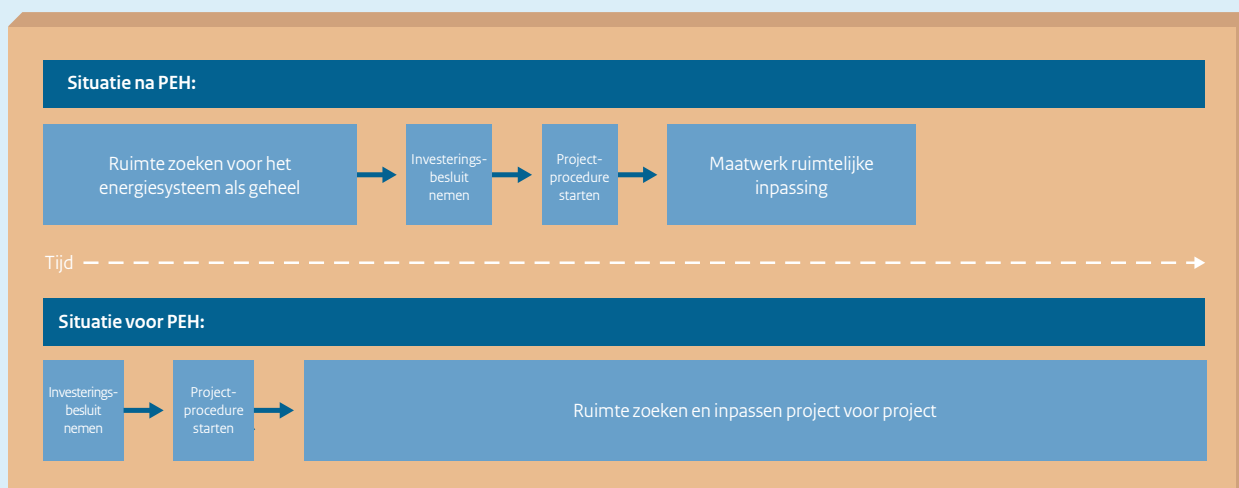 Situatie na PEH:
Ruimte zoeken voor het
energiesysteem als geheel
Investerings-
besluit
nemen
Project-
procedure
starten
Maatwerk ruimtelijke
inpassing
Tijd
Situatie voor PEH:
Investerings-
besluit
nemen
Project-
procedure
starten
Ruimte zoeken en inpassen project voor project